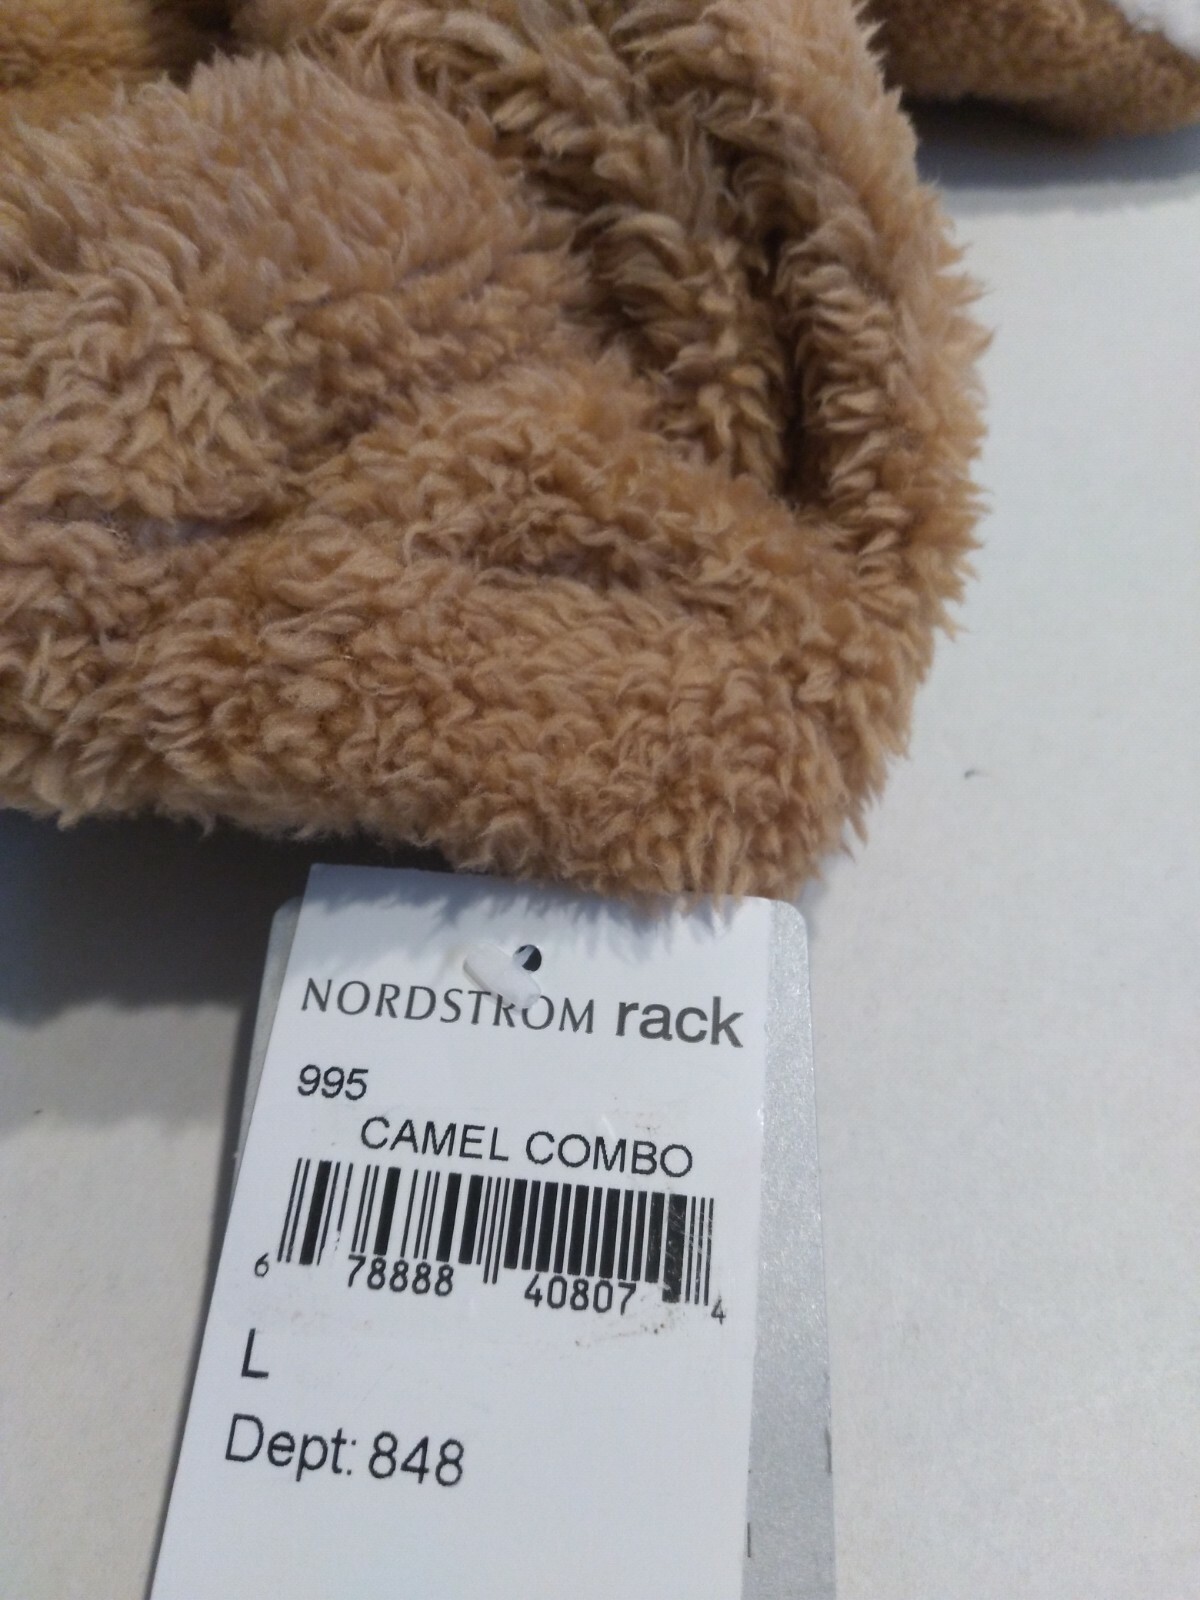 NORDSTROM rack
995
CAMEL COMBO
6 78888 40807 4
L
Dept: 848